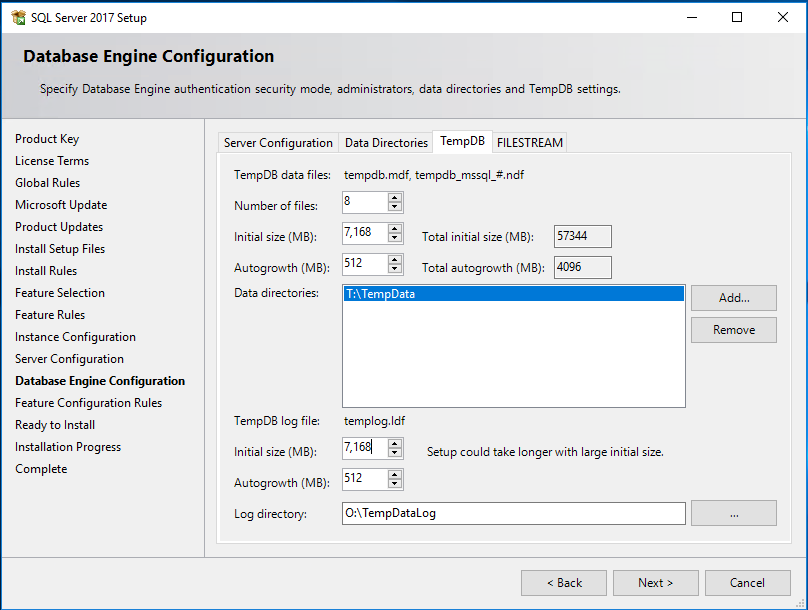 SQL Server 2017 Setup
Database Engine Configuration
Specify Database Engine authentication security mode, administrators, data directories and TempDB settings.
Product Key
License Terms
Global Rules
Microsoft Update
Product Updates
Install Setup Files
Install Rules
Feature Selection
Feature Rules
Instance Configuration
Server Configuration
Database Engine Configuration
Feature Configuration Rules
Ready to Install
Installation Progress
Complete
Server Configuration Data Directories TempDB FILESTREAM
TempDB data files: tempdb.mdf, tempdb_mssql_#.ndf
Number of files: 8
Initial size (MB): 7,168 Total initial size (MB): 57344
Autogrowth (MB): 512 Total autogrowth (MB): 4096
Data directories: T:\TempData Add...
Remove
TempDB log file: templog.ldf
Initial size (MB): 7,168 Setup could take longer with large initial size.
Autogrowth (MB): 512
Log directory: O:\TempDataLog ...
< Back Next > Cancel